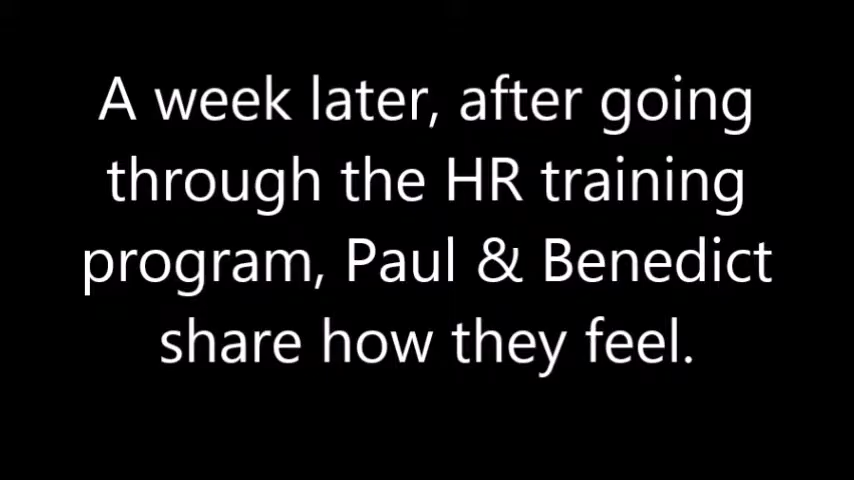 A week later, after going
through the HR training
program, Paul & Benedict
share how they feel.